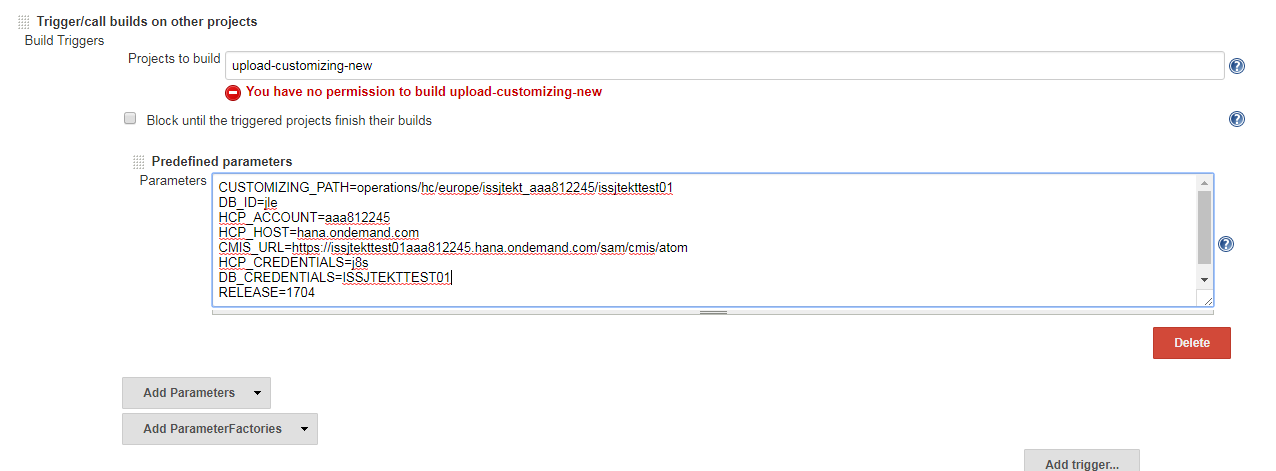 Trigger/call builds on other projects
Build Triggers
Projects to build
upload-customizing-new
You have no permission to build upload-customizing-new
Block until the triggered projects finish their builds
Predefined parameters
Parameters
CUSTOMIZING_PATH=operations/hc/europe/issjtekt_aaa812245/issjtekttest01
DB_ID=jle
HCP_ACCOUNT=aaa812245
HCP_HOST=hana.ondemand.com
CMIS_URL=https://issjtekttest01aaa812245.hana.ondemand.com/sam/cmis/atom
HCP_CREDENTIALS=j8s
DB_CREDENTIALS=ISSJTEKTTEST01
RELEASE=1704
Delete
Add Parameters
Add ParameterFactories
Add trigger...